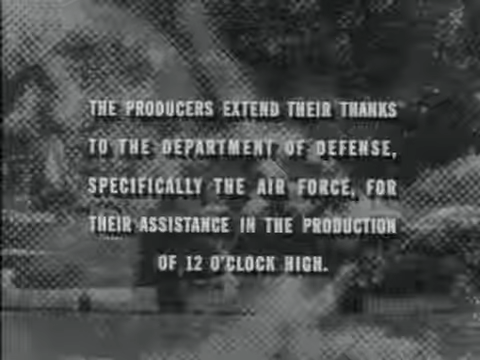 THE PRODUCERS EXTEND THEIR THANKS
TO THE DEPARTMENT OF DEFENSE,
SPECIFICALLY THE AIR FORCE, FOR
THEIR ASSISTANCE IN THE PRODUCTION
OF 12 O'CLOCK HIGH.